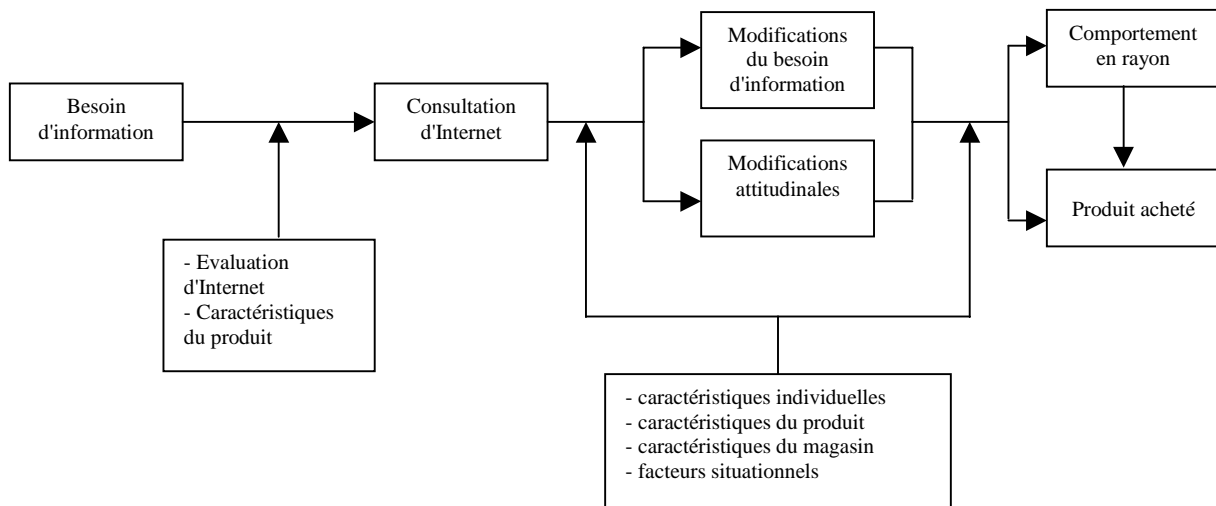 Besoin
d'information
Consultation
d'Internet
Modifications
du besoin
d'information
Modifications
attitudinales
Comportement
en rayon
Produit acheté
- Evaluation
d'Internet
- Caractéristiques
du produit
- caractéristiques individuelles
- caractéristiques du produit
- caractéristiques du magasin
- facteurs situationnels